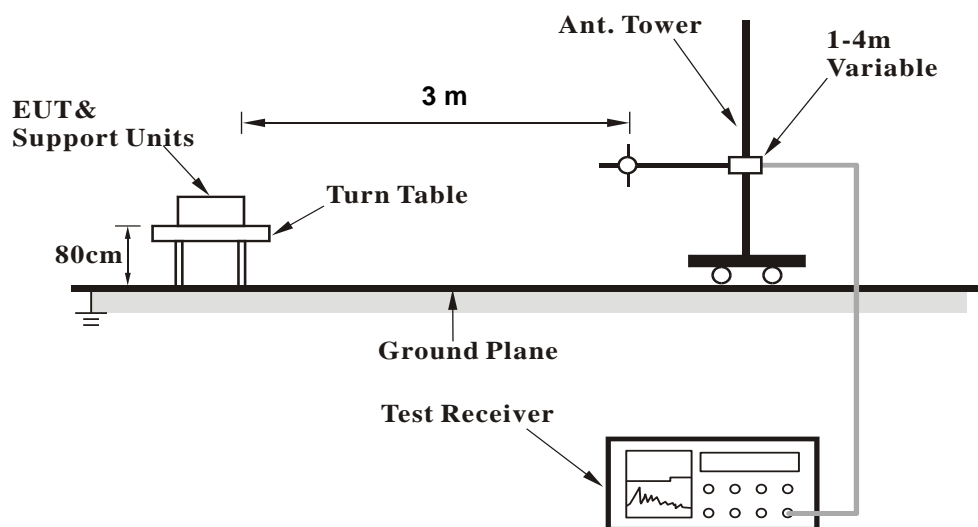 Ant. Tower
1-4m
Variable
3 m
EUT&
Support Units
Turn Table
80cm
Ground Plane
Test Receiver